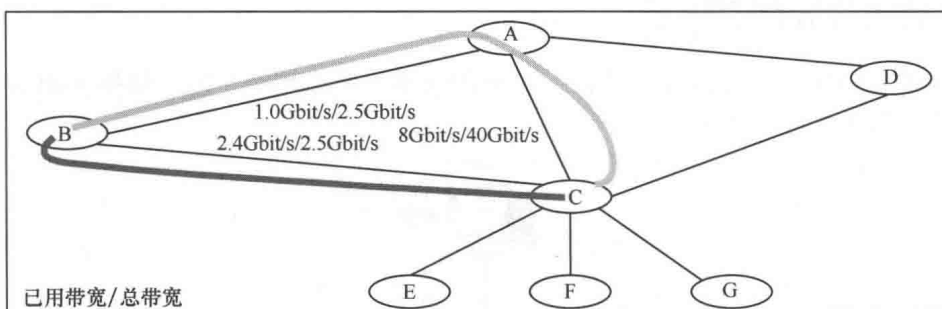 A
D
1.0Gbit/s/2.5Gbit/s
B
2.4Gbit/s/2.5Gbit/s
8Gbit/s/40Gbit/s
C
E
F
G
已用带宽/总带宽